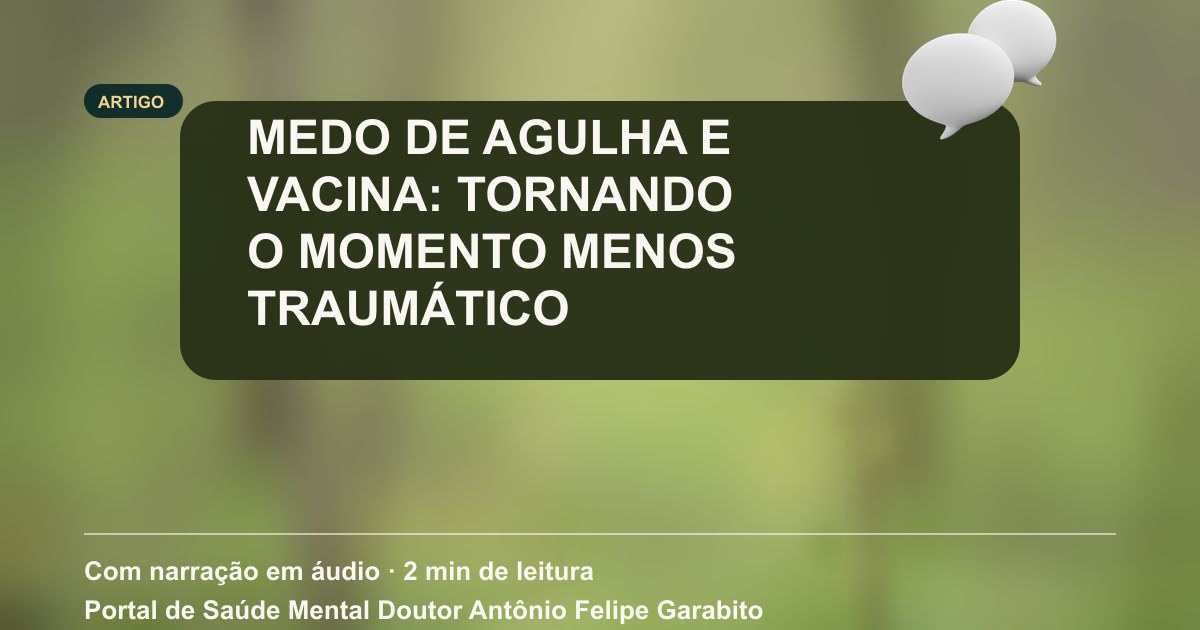 ARTIGO
MEDO DE AGULHA E
VACINA: TORNANDO
O MOMENTO MENOS
TRAUMÁTICO
Com narração em áudio · 2 min de leitura
Portal de Saúde Mental Doutor Antônio Felipe Garabito